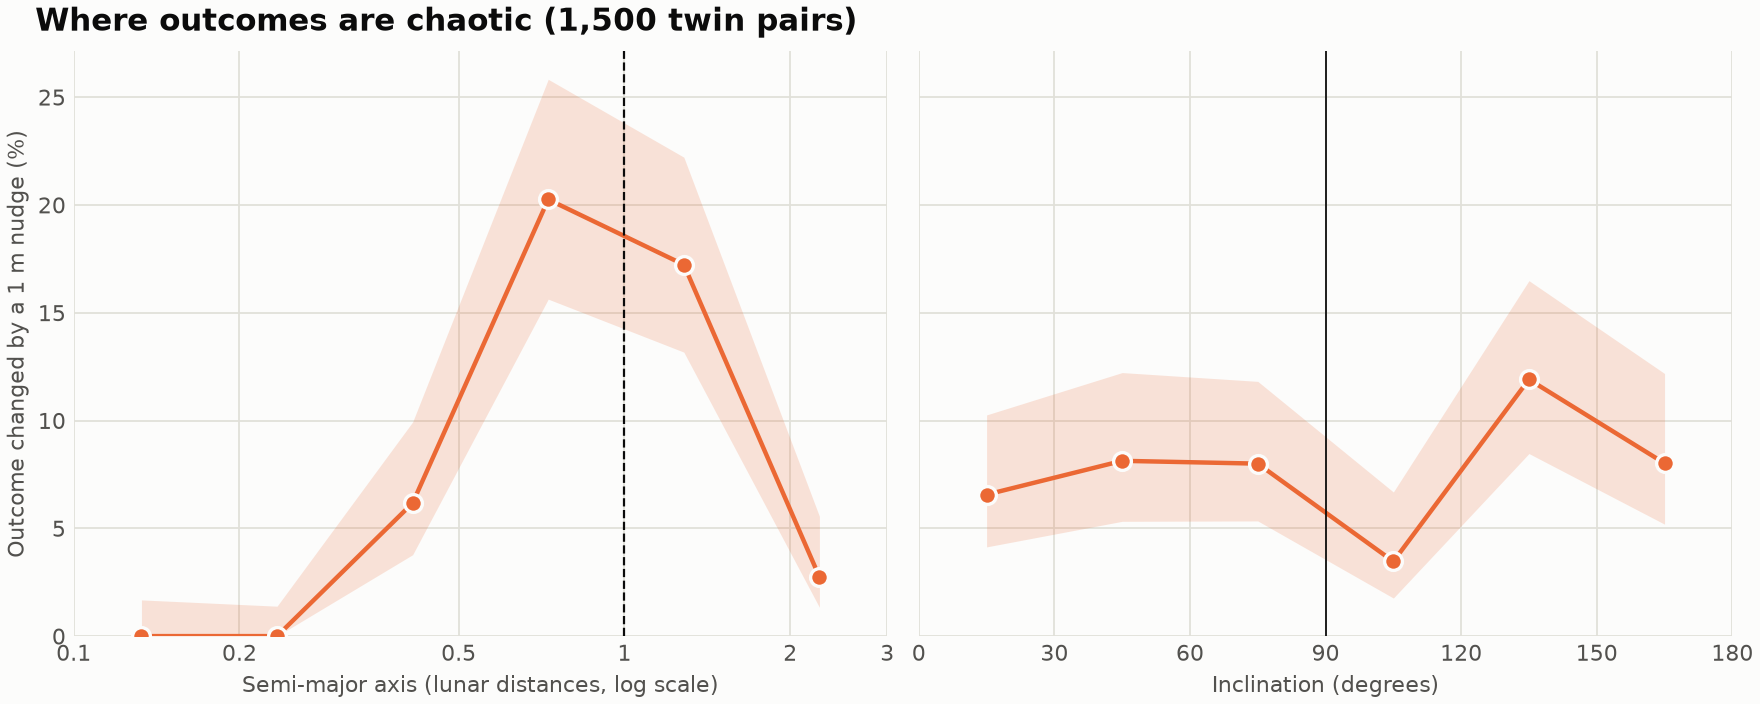 Where outcomes are chaotic (1,500 twin pairs)
Outcome changed by a 1 m nudge (%)
25
20
15
10
5
0
0.1 0.2 0.5 1 2 3
Semi-major axis (lunar distances, log scale)
0 30 60 90 120 150 180
Inclination (degrees)